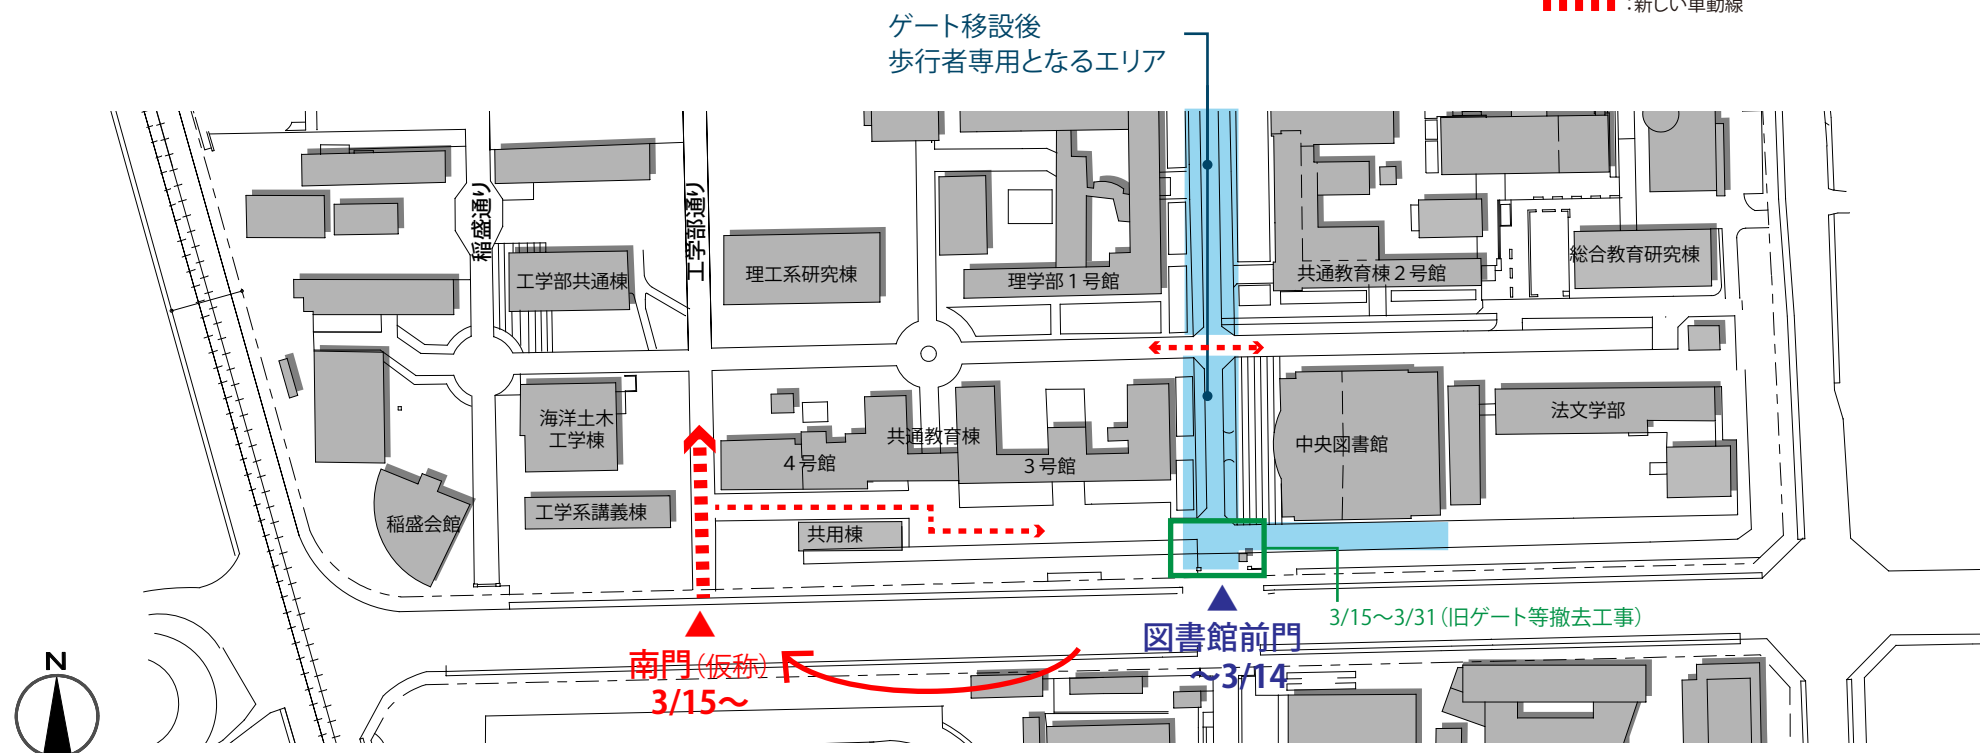 ：新しい車動線
ゲート移設後
歩行者専用となるエリア
稲盛通り
工学部通り
工学部共通棟
理工系研究棟
理学部１号館
共通教育棟２号館
総合教育研究棟
海洋土木
工学棟
共通教育棟
４号館
３号館
中央図書館
法文学部
稲盛会館
工学系講義棟
共用棟
3/15～3/31（旧ゲート等撤去工事）
図書館前門
～3/14
南門（仮称）
3/15～
N